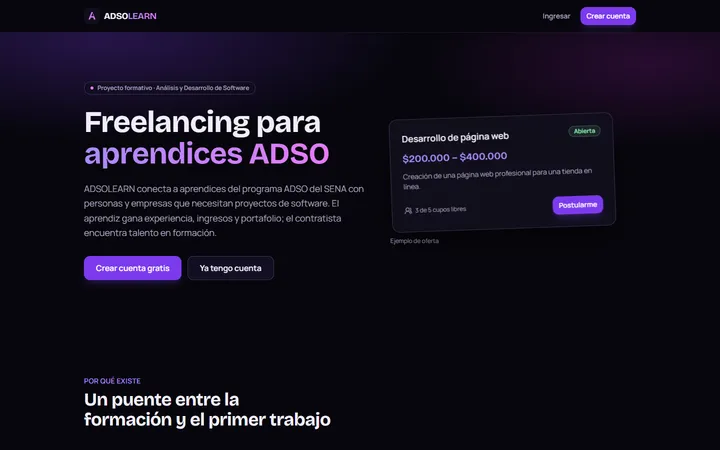 A ADSOLEARN
Ingresar
Crear cuenta
Proyecto formativo · Análisis y Desarrollo de Software
Freelancing para
aprendices ADSO
ADSOLEARN conecta a aprendices del programa ADSO del SENA con
personas y empresas que necesitan proyectos de software. El
aprendiz gana experiencia, ingresos y portafolio; el contratista
encuentra talento en formación.
Crear cuenta gratis
Ya tengo cuenta
Desarrollo de página web
Abierta
$200.000 – $400.000
Creación de una página web profesional para una tienda en
línea.
3 de 5 cupos libres
Postularme
Ejemplo de oferta
POR QUÉ EXISTE
Un puente entre la
formación y el primer trabajo